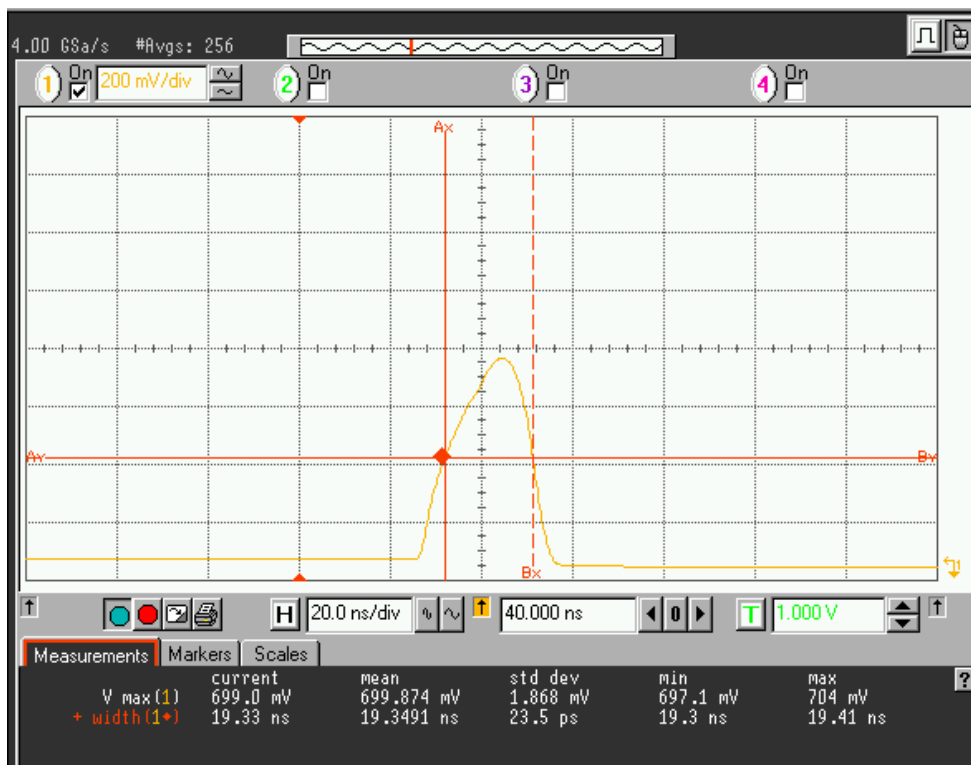 4.00 GSa/s #Avgs: 256
1 On 200 mV/div 2 On 3 On 4 On
Ax
Ay By
Bx
H 20.0 ns/div 40.000 ns 0 T 1.000 V
Measurements Markers Scales
current mean std dev min max ?
V max(1) 699.0 mV 699.874 mV 1.868 mV 697.1 mV 704 mV
+ width(1◆) 19.33 ns 19.3491 ns 23.5 ps 19.3 ns 19.41 ns